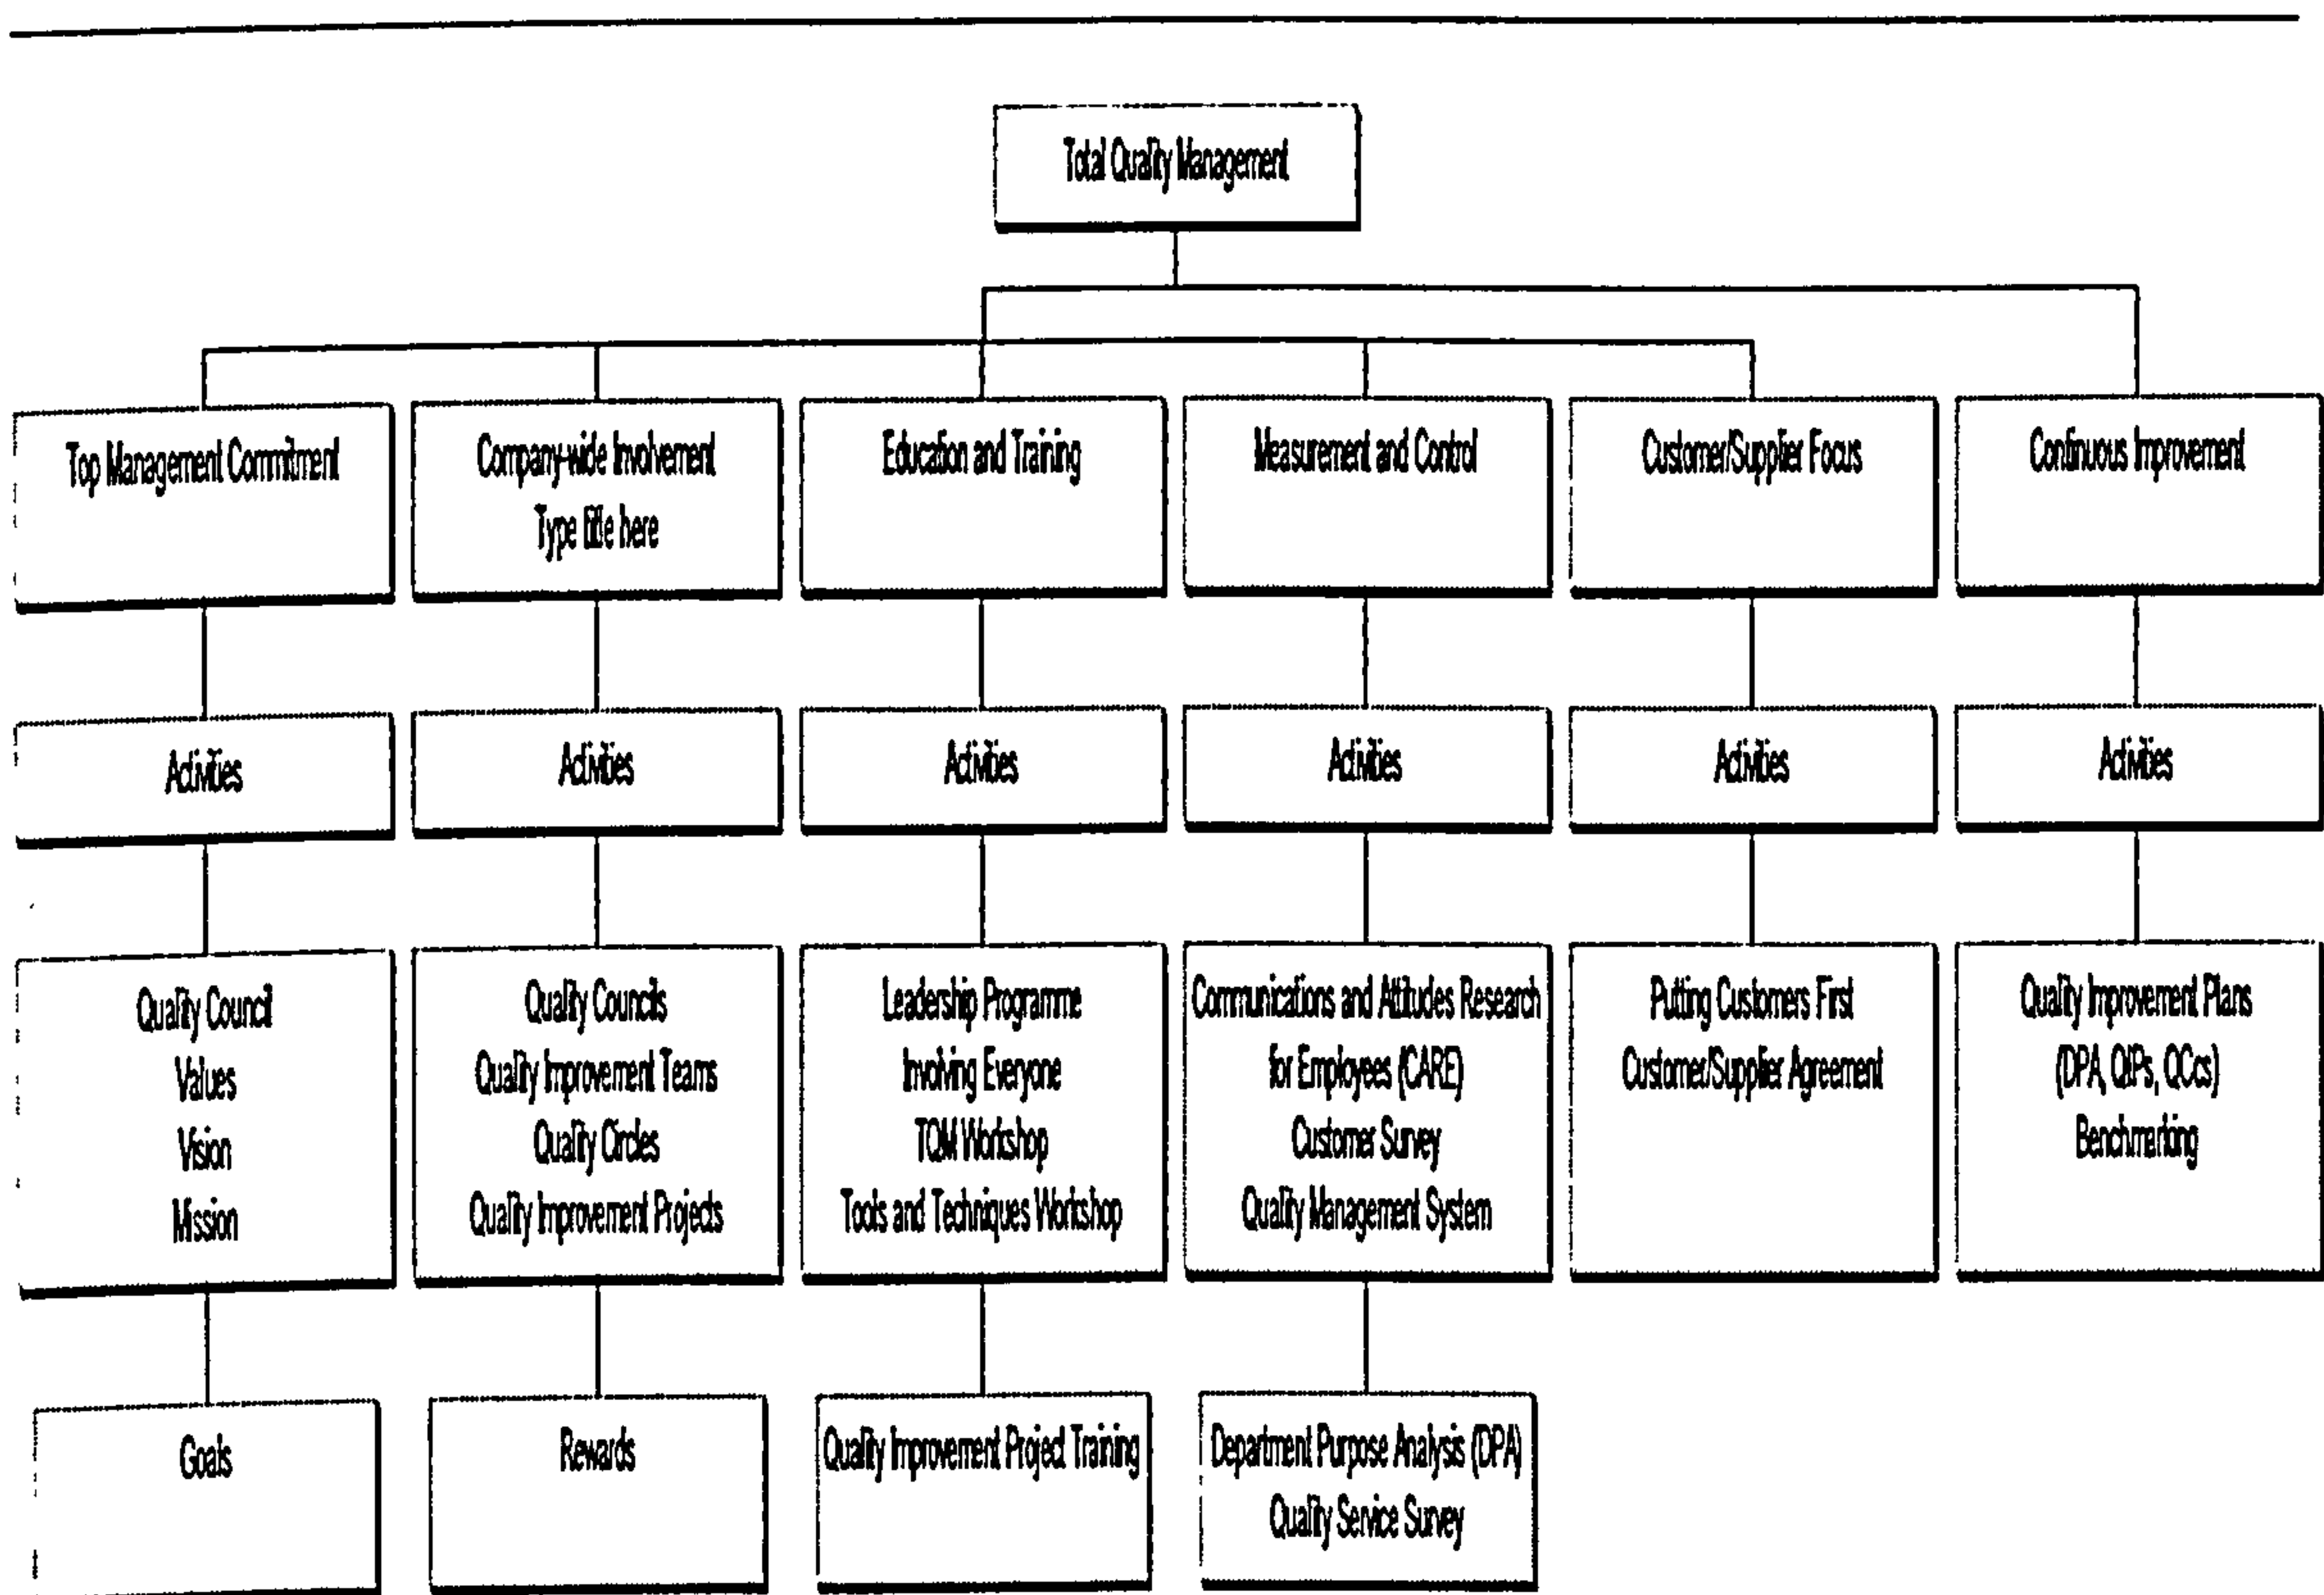 Total Quality Management
Top Management Commitment
Company-wide Involvement
Type title here
Education and Training
Measurement and Control
Customer/Supplier Focus
Continuous Improvement
Activities
Activities
Activities
Activities
Activities
Activities
Quality Council
Values
Vision
Mission
Quality Councils
Quality Improvement Teams
Quality Circles
Quality Improvement Projects
Leadership Programme
Involving Everyone
TQM Workshop
Tools and Techniques Workshop
Communications and Attitudes Research
for Employees (CARE)
Customer Survey
Quality Management System
Putting Customers First
Customer/Supplier Agreement
Quality Improvement Plans
(DPA, QIPs, QCcs)
Benchmarking
Goals
Rewards
Quality Improvement Project Training
Department Purpose Analysis (DPA)
Quality Service Survey